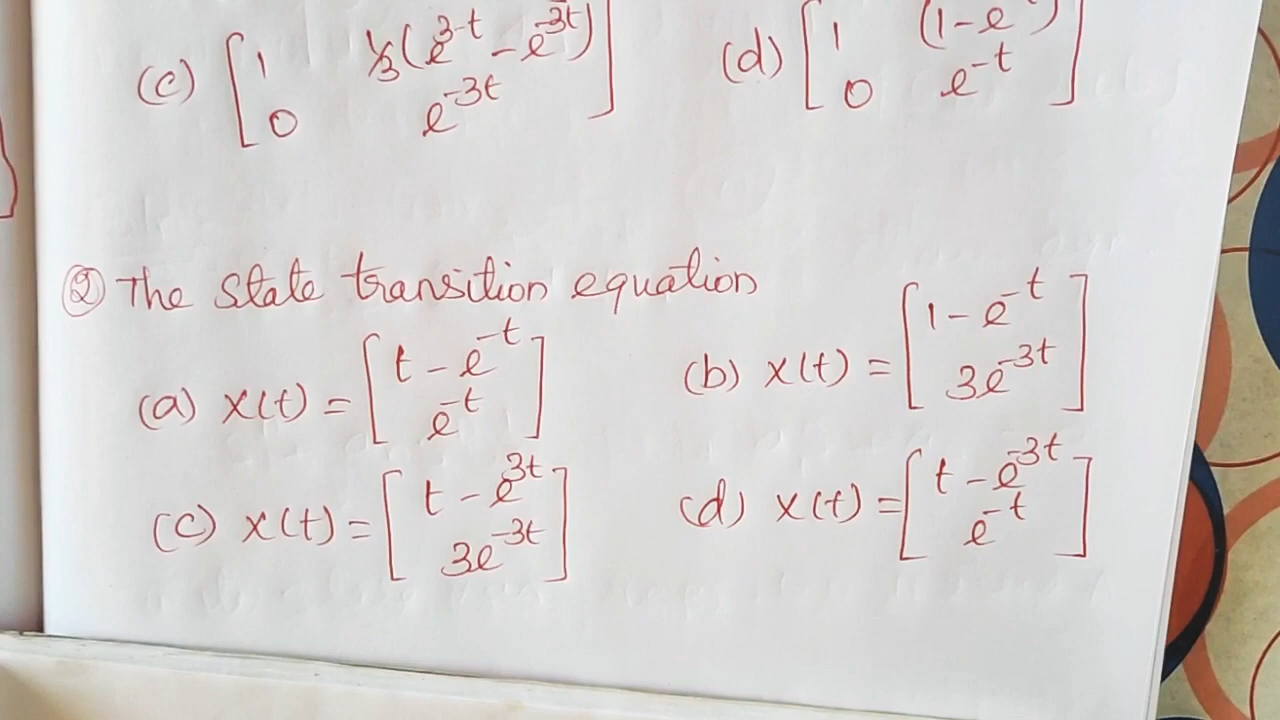 (c) [1 ⅓(e^{3-t} - e^{-3t})] (d) [1 (1 - e^{-t})]
[0 e^{-3t}] [0 e^{-t}]
② The state transition equation
(a) x(t) = [t - e^{-t}; e^{-t}] (b) x(t) = [1 - e^{-t}; 3e^{-3t}]
(c) x(t) = [t - e^{3t}; 3e^{-3t}] (d) x(t) = [t - e^{-3t}; e^{-t}]